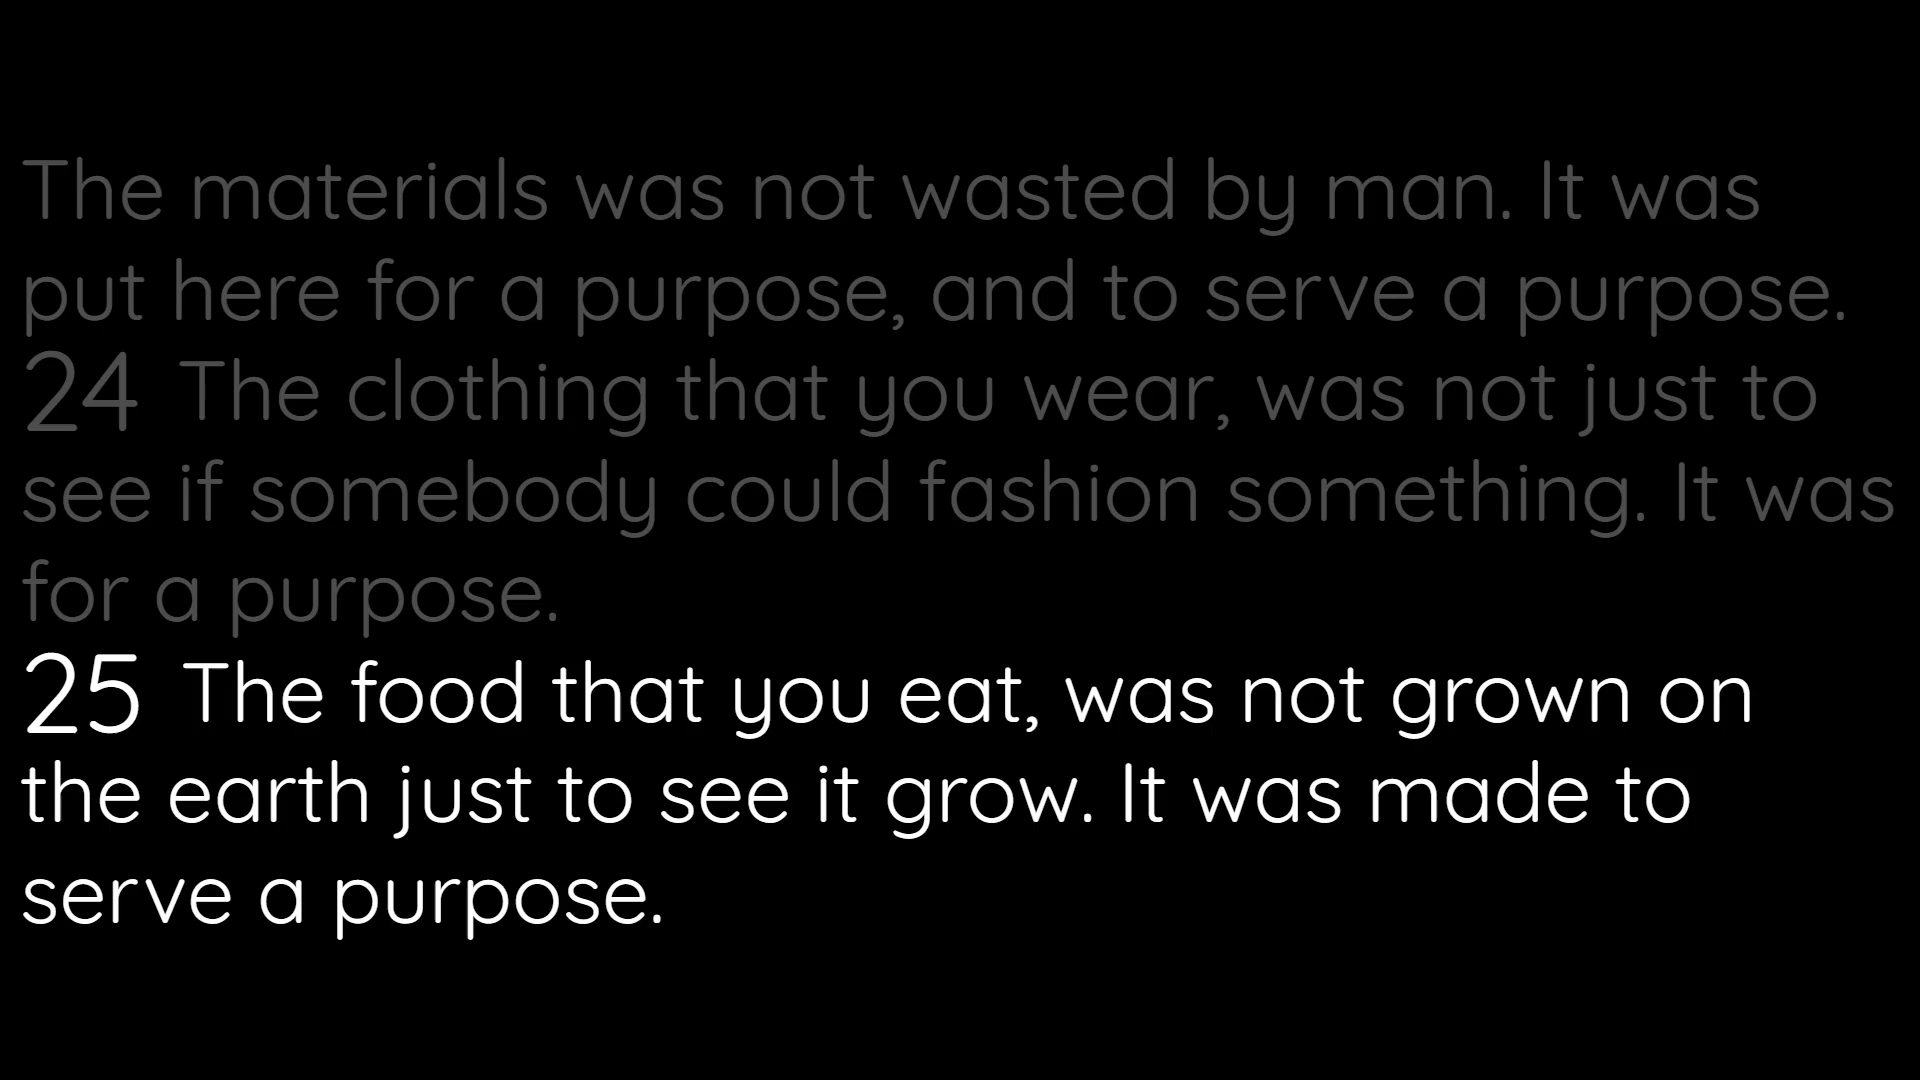 The materials was not wasted by man. It was
put here for a purpose, and to serve a purpose.
24 The clothing that you wear, was not just to
see if somebody could fashion something. It was
for a purpose.
25 The food that you eat, was not grown on
the earth just to see it grow. It was made to
serve a purpose.